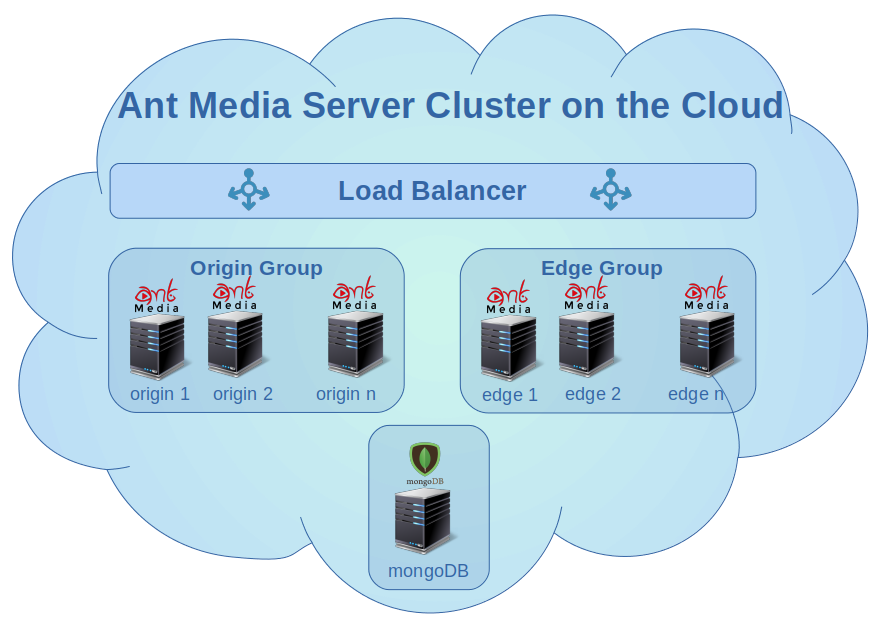 Ant Media Server Cluster on the Cloud
Load Balancer
Origin Group
Ant
Media
Ant
Media
Ant
Media
origin 1
origin 2
origin n
Edge Group
Ant
Media
Ant
Media
Ant
Media
edge 1
edge 2
edge n
mongoDB
mongoDB